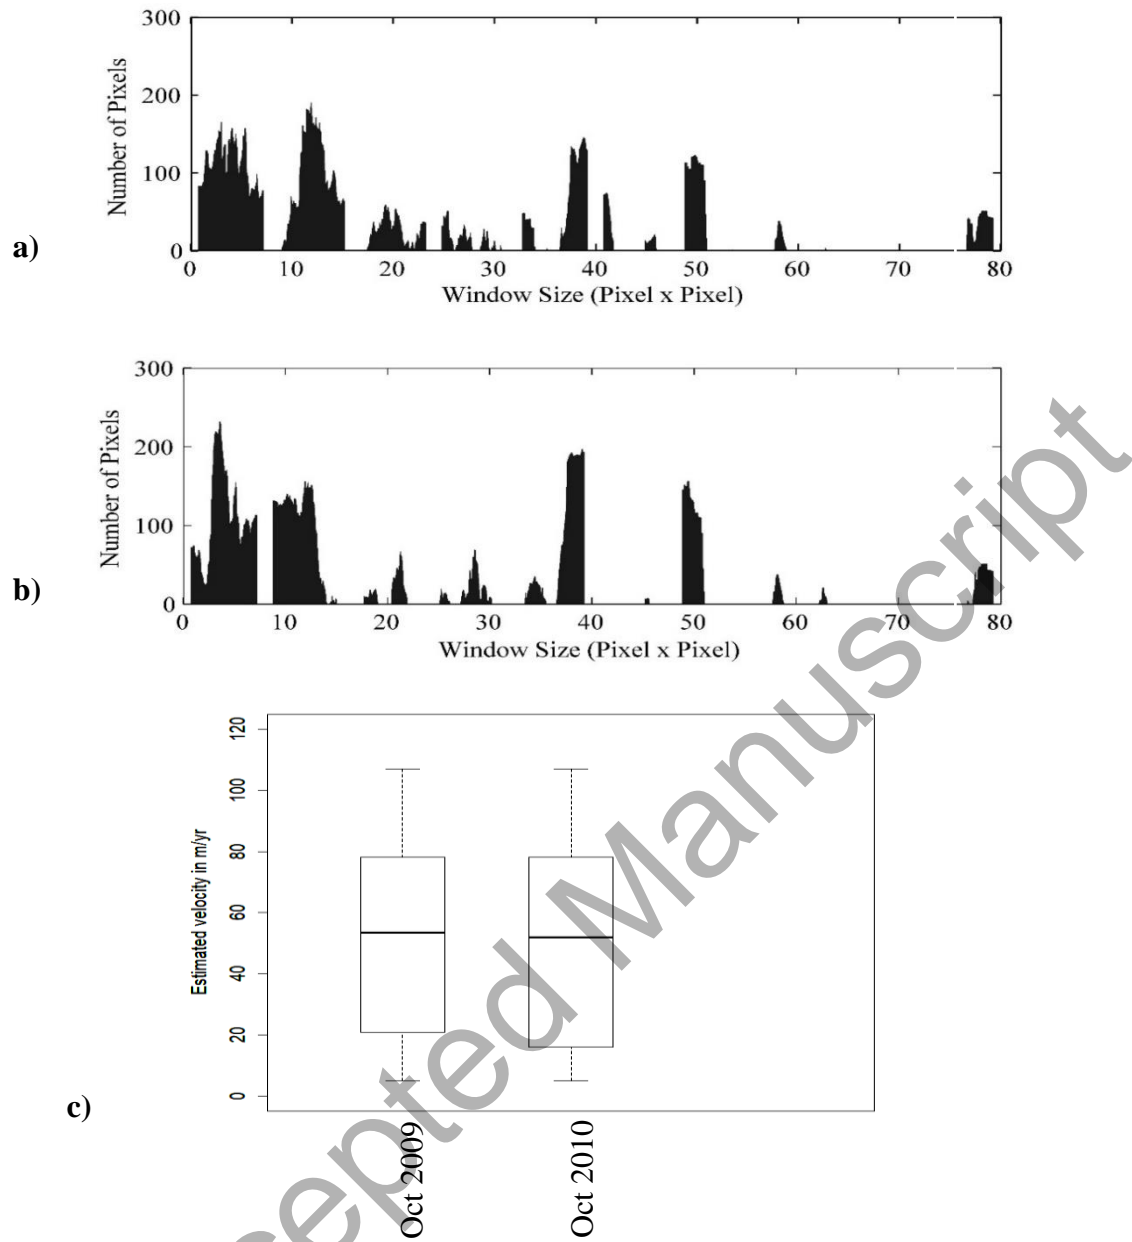 300
200
100
0
Number of Pixels
a)
0 10 20 30 40 50 60 70 80
Window Size (Pixel x Pixel)
300
200
100
0
Number of Pixels
b)
0 10 20 30 40 50 60 70 80
Window Size (Pixel x Pixel)
120
100
80
60
40
20
0
Estimated velocity in m/yr
c)
Oct 2009
Oct 2010
epted Manuscript